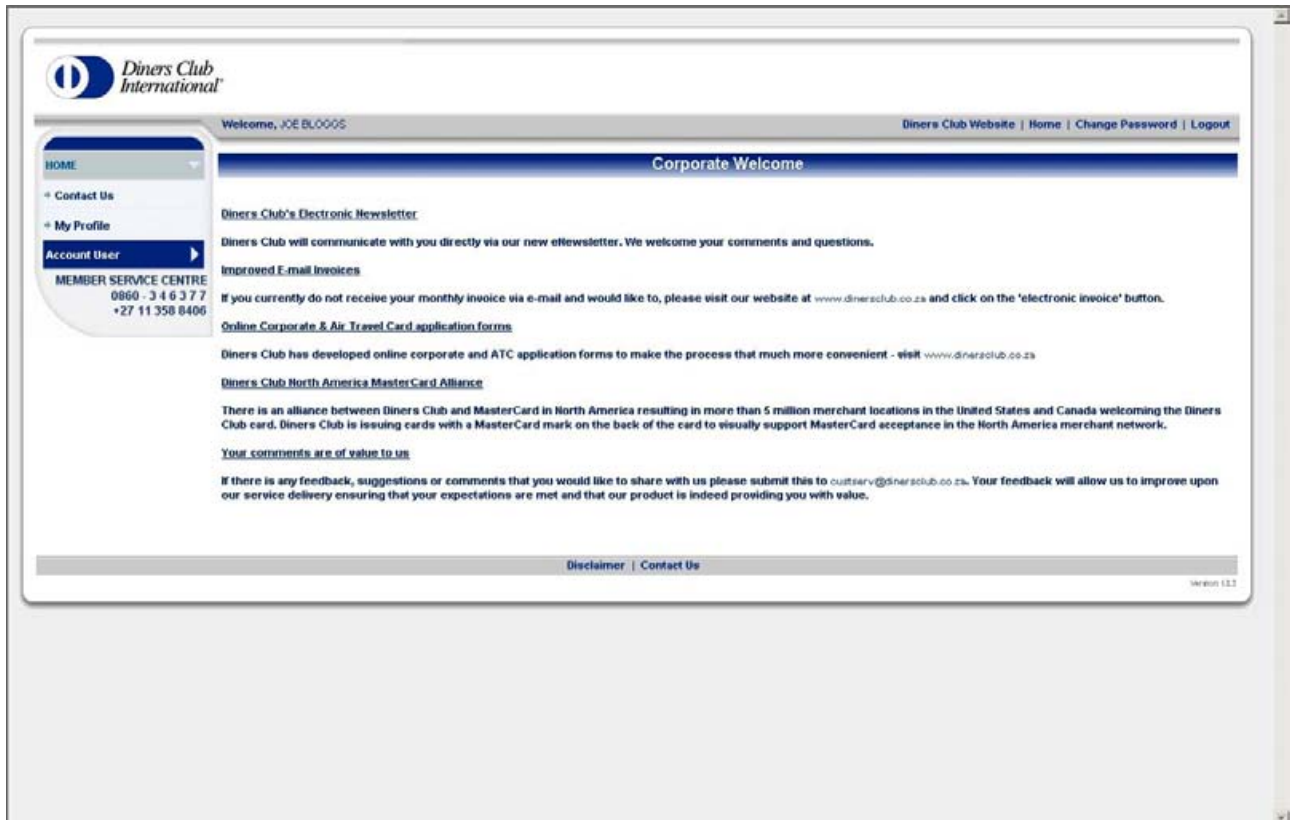 Diners Club
International®
Welcome, JOE BLOGGS
Diners Club Website | Home | Change Password | Logout
HOME
Contact Us
My Profile
Account User
MEMBER SERVICE CENTRE
0860 - 3 4 6 3 7 7
+27 11 358 8406
Corporate Welcome
Diners Club's Electronic Newsletter
Diners Club will communicate with you directly via our new eNewsletter. We welcome your comments and questions.
Improved E-mail Invoices
If you currently do not receive your monthly invoice via e-mail and would like to, please visit our website at www.dinersclub.co.za and click on the 'electronic invoice' button.
Online Corporate & Air Travel Card application forms
Diners Club has developed online corporate and ATC application forms to make the process that much more convenient - visit www.dinersclub.co.za
Diners Club North America MasterCard Alliance
There is an alliance between Diners Club and MasterCard in North America resulting in more than 5 million merchant locations in the United States and Canada welcoming the Diners
Club card. Diners Club is issuing cards with a MasterCard mark on the back of the card to visually support MasterCard acceptance in the North America merchant network.
Your comments are of value to us
If there is any feedback, suggestions or comments that you would like to share with us please submit this to custserv@dinersclub.co.za. Your feedback will allow us to improve upon
our service delivery ensuring that your expectations are met and that our product is indeed providing you with value.
Disclaimer | Contact Us
Version